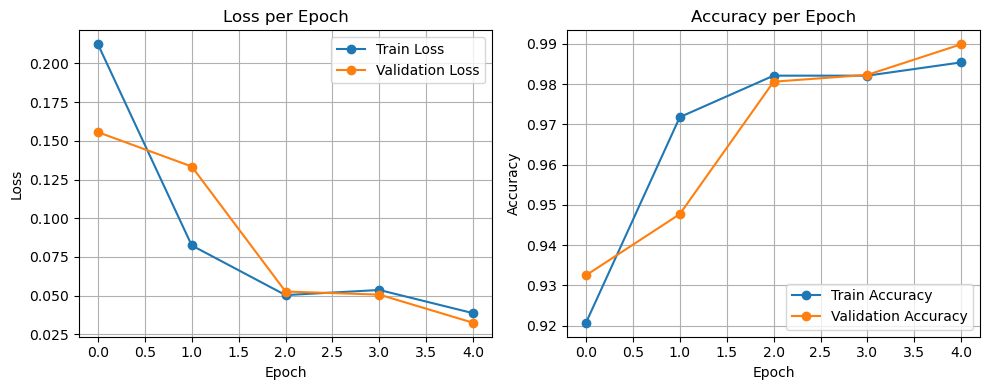 Loss per Epoch
Loss
0.200
0.175
0.150
0.125
0.100
0.075
0.050
0.025
Train Loss
Validation Loss
0.0 0.5 1.0 1.5 2.0 2.5 3.0 3.5 4.0
Epoch
Accuracy per Epoch
Accuracy
0.99
0.98
0.97
0.96
0.95
0.94
0.93
0.92
Train Accuracy
Validation Accuracy
0.0 0.5 1.0 1.5 2.0 2.5 3.0 3.5 4.0
Epoch